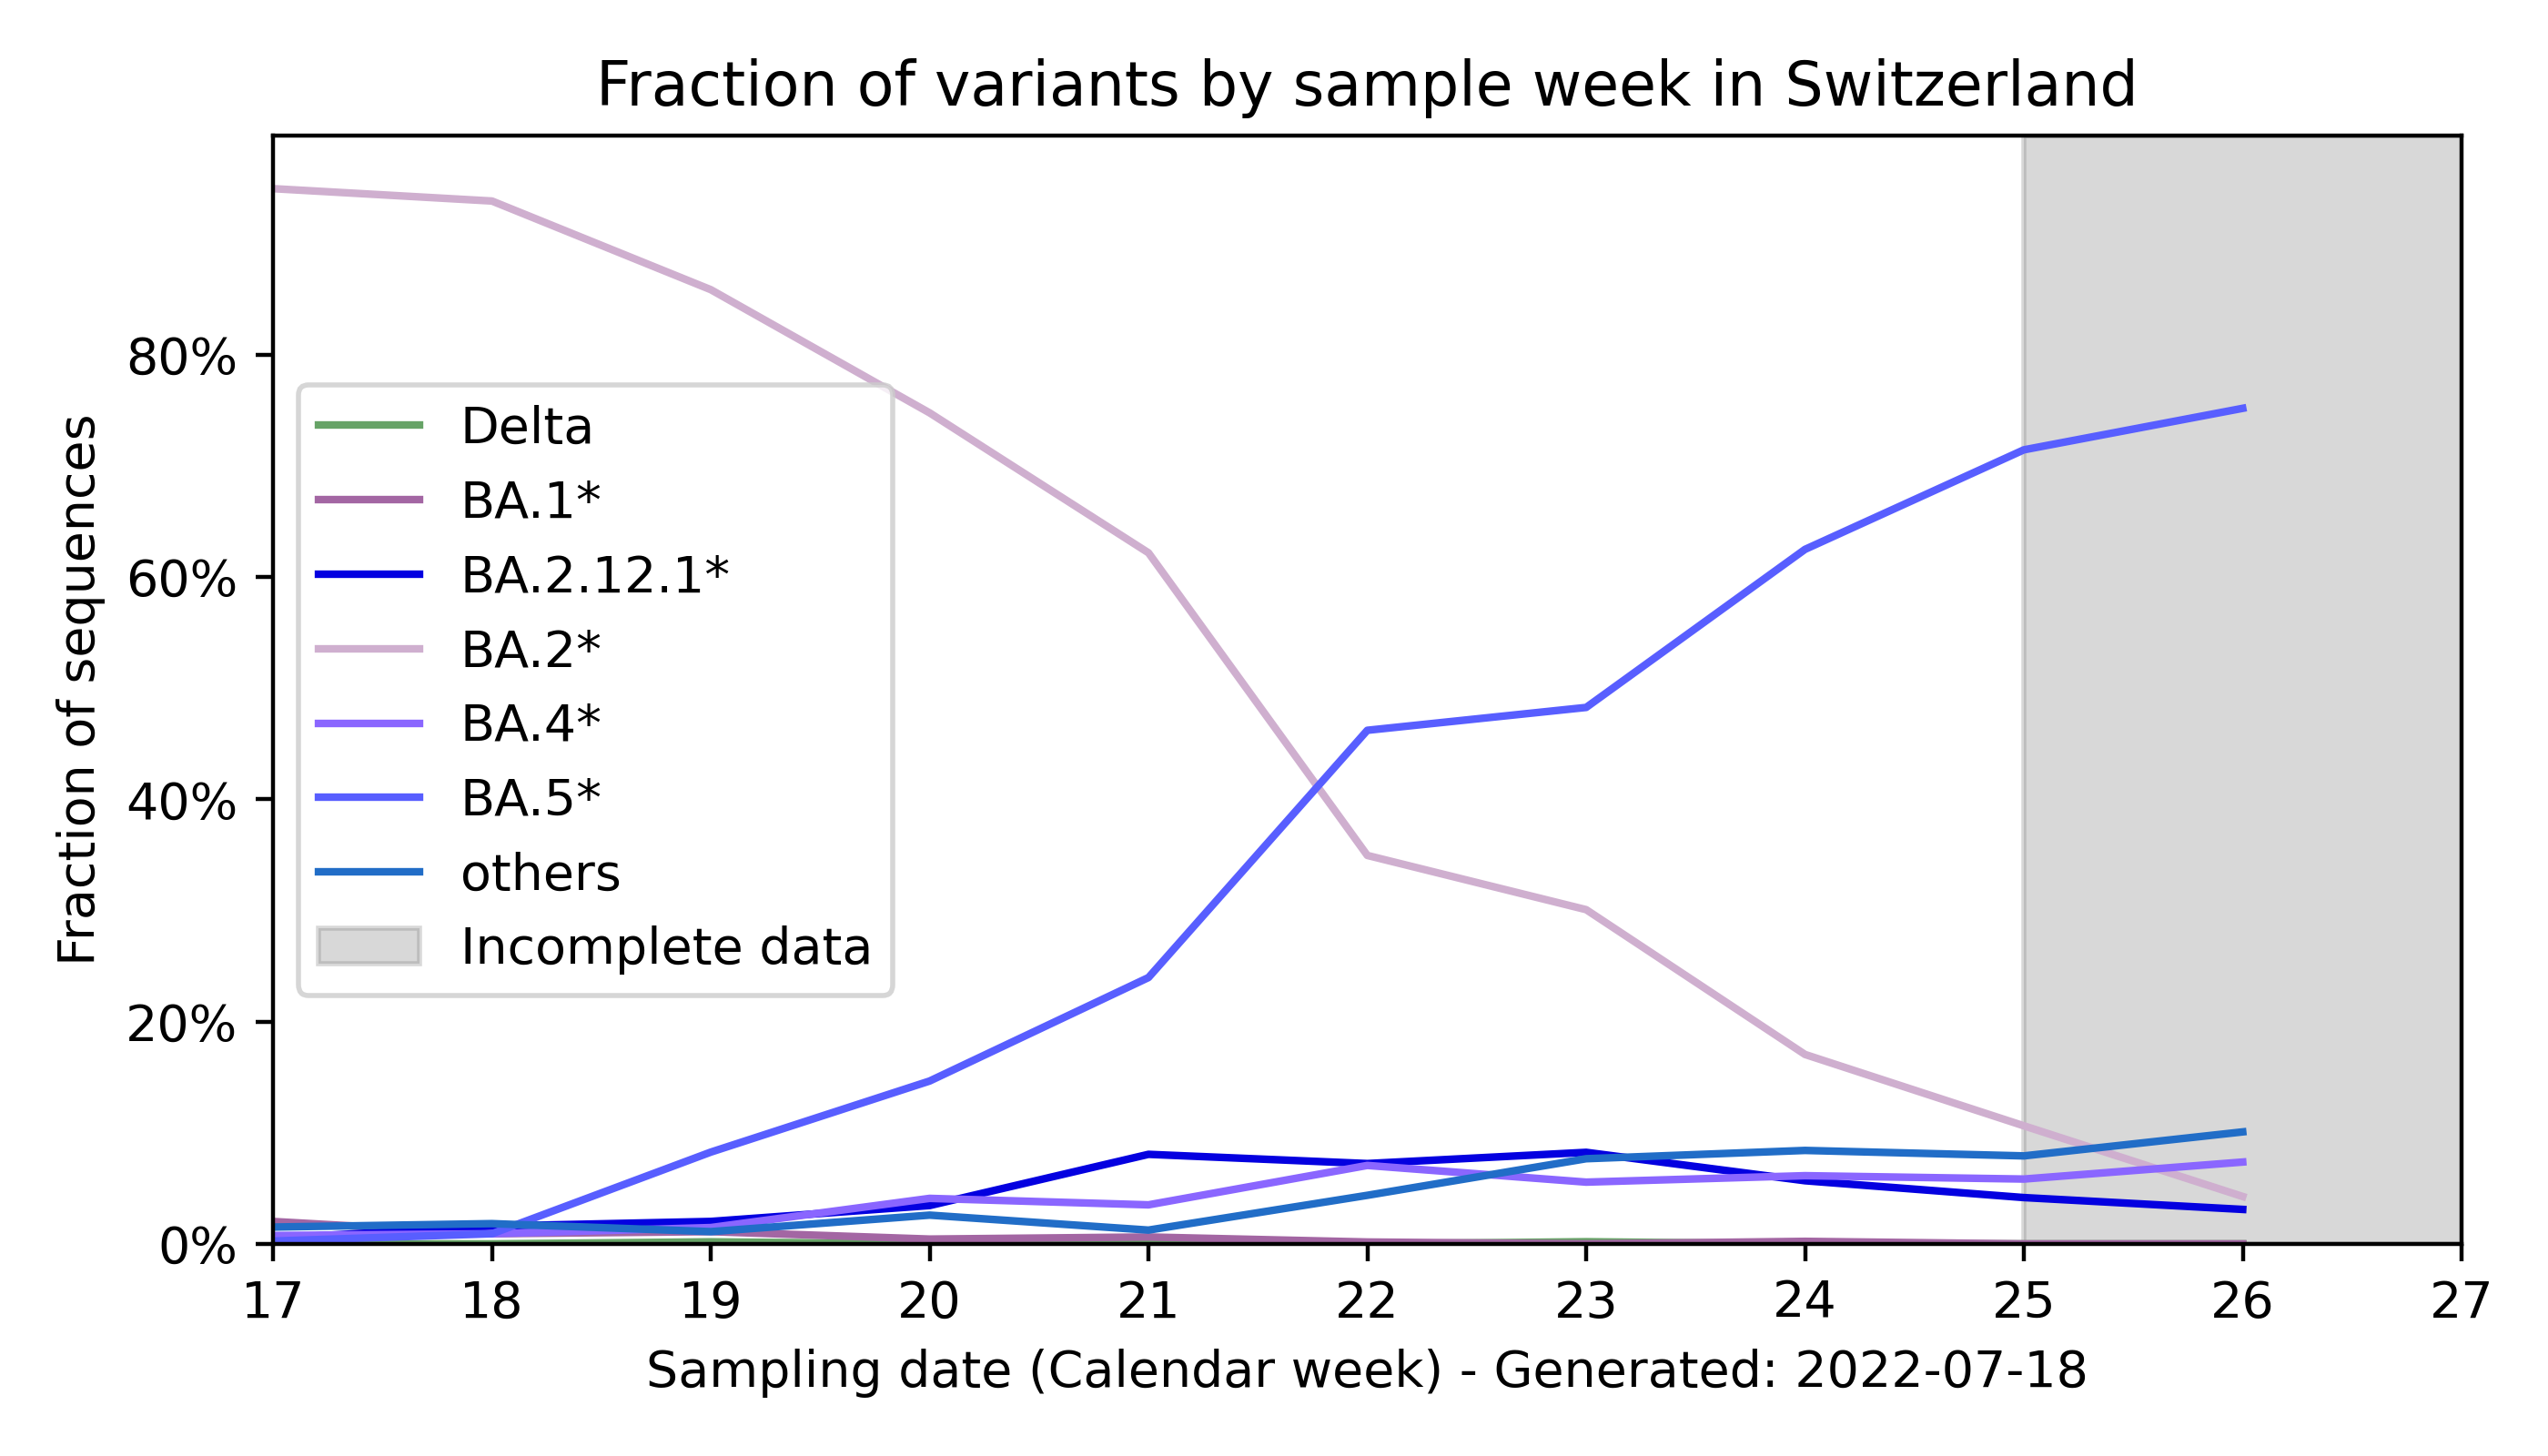 Fraction of variants by sample week in Switzerland
Fraction of sequences
80%
60%
40%
20%
0%
Delta
BA.1*
BA.2.12.1*
BA.2*
BA.4*
BA.5*
others
Incomplete data
17 18 19 20 21 22 23 24 25 26 27
Sampling date (Calendar week) - Generated: 2022-07-18